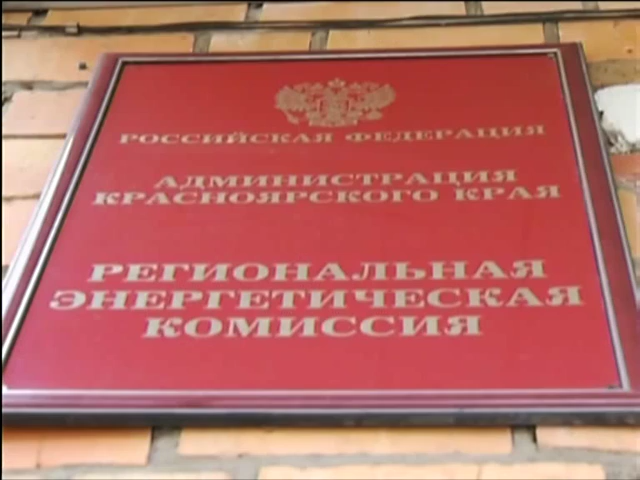 РОССИЙСКАЯ ФЕДЕРАЦИЯ
АДМИНИСТРАЦИЯ
КРАСНОЯРСКОГО КРАЯ
РЕГИОНАЛЬНАЯ
ЭНЕРГЕТИЧЕСКАЯ
КОМИССИЯ